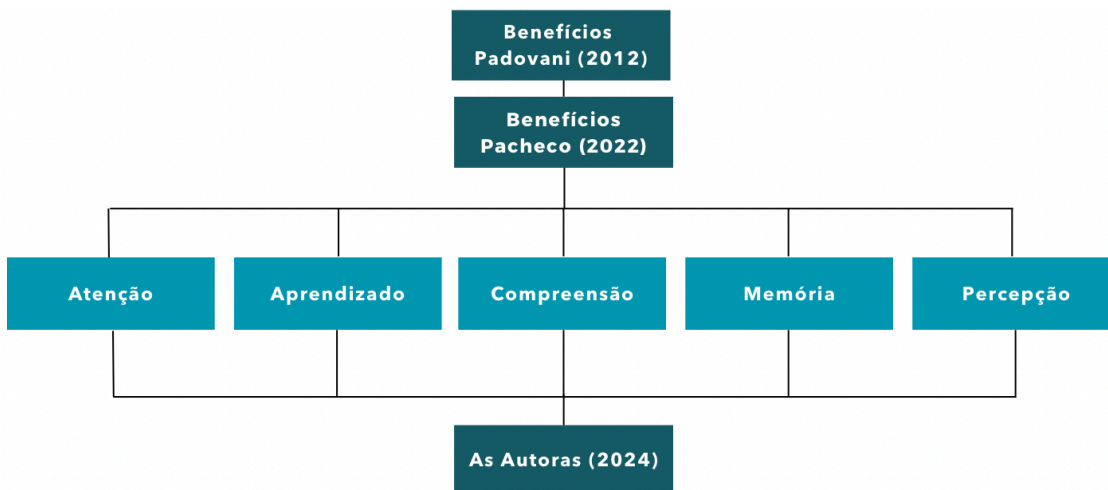 Benefícios
Padovani (2012)
Benefícios
Pacheco (2022)
Atenção
Aprendizado
Compreensão
Memória
Percepção
As Autoras (2024)